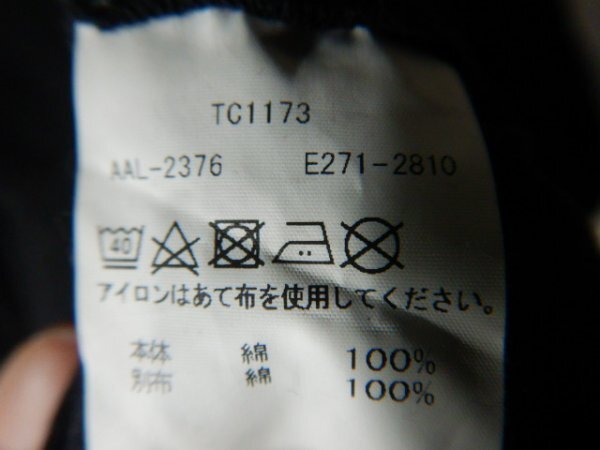 TC1173
AAL-2376 E271-2810
40
アイロンはあて布を使用してください。
本体 綿 100%
別布 綿 100%